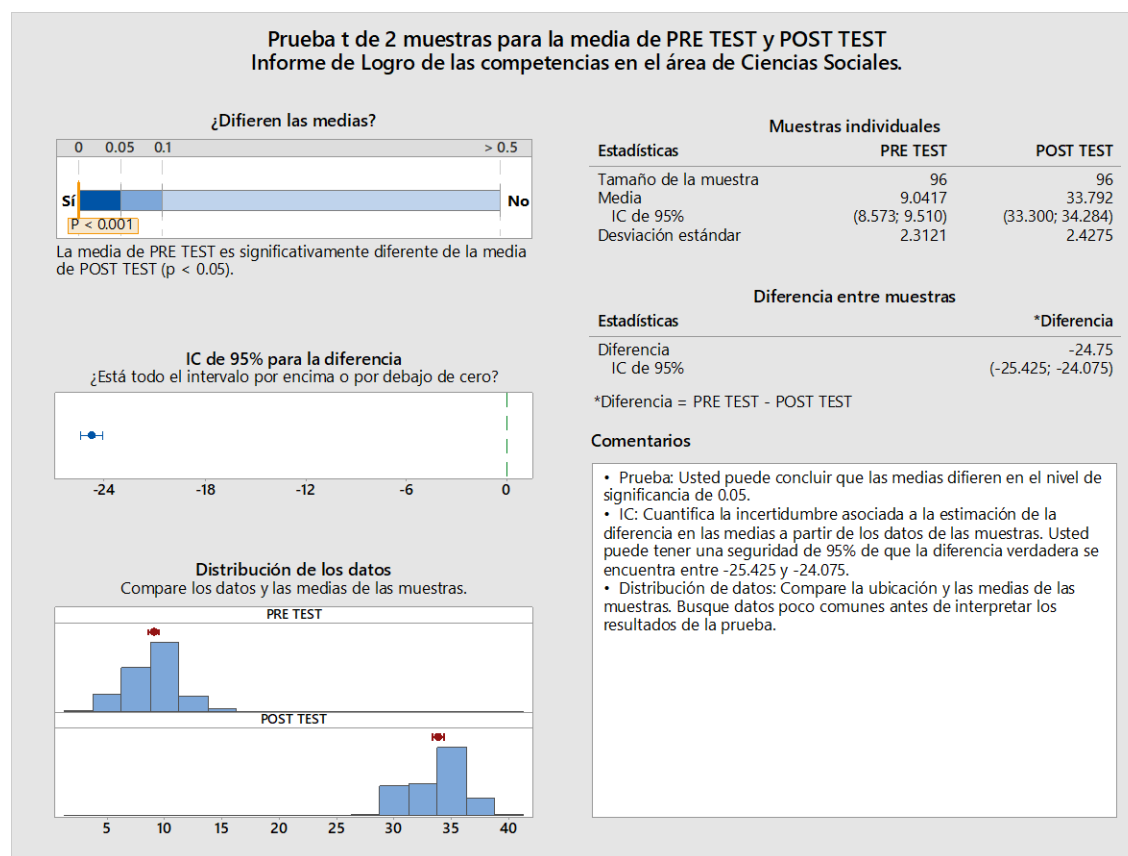 Prueba t de 2 muestras para la media de PRE TEST y POST TEST
Informe de Logro de las competencias en el área de Ciencias Sociales.
¿Difieren las medias?
0 0.05 0.1 > 0.5
Sí No
P < 0.001
La media de PRE TEST es significativamente diferente de la media
de POST TEST (p < 0.05).
IC de 95% para la diferencia
¿Está todo el intervalo por encima o por debajo de cero?
-24 -18 -12 -6 0
Distribución de los datos
Compare los datos y las medias de las muestras.
PRE TEST
POST TEST
5 10 15 20 25 30 35 40
Muestras individuales
Estadísticas PRE TEST POST TEST
Tamaño de la muestra 96 96
Media 9.0417 33.792
IC de 95% (8.573; 9.510) (33.300; 34.284)
Desviación estándar 2.3121 2.4275
Diferencia entre muestras
Estadísticas *Diferencia
Diferencia -24.75
IC de 95% (-25.425; -24.075)
*Diferencia = PRE TEST - POST TEST
Comentarios
• Prueba: Usted puede concluir que las medias difieren en el nivel de
significancia de 0.05.
• IC: Cuantifica la incertidumbre asociada a la estimación de la
diferencia en las medias a partir de los datos de las muestras. Usted
puede tener una seguridad de 95% de que la diferencia verdadera se
encuentra entre -25.425 y -24.075.
• Distribución de datos: Compare la ubicación y las medias de las
muestras. Busque datos poco comunes antes de interpretar los
resultados de la prueba.